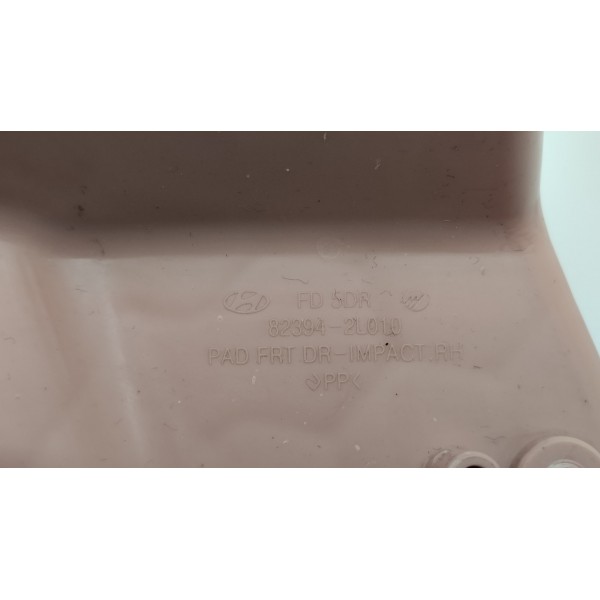 FD 5DR
82394-2L010
PAD FRT DR-IMPACT,RH
>PP<